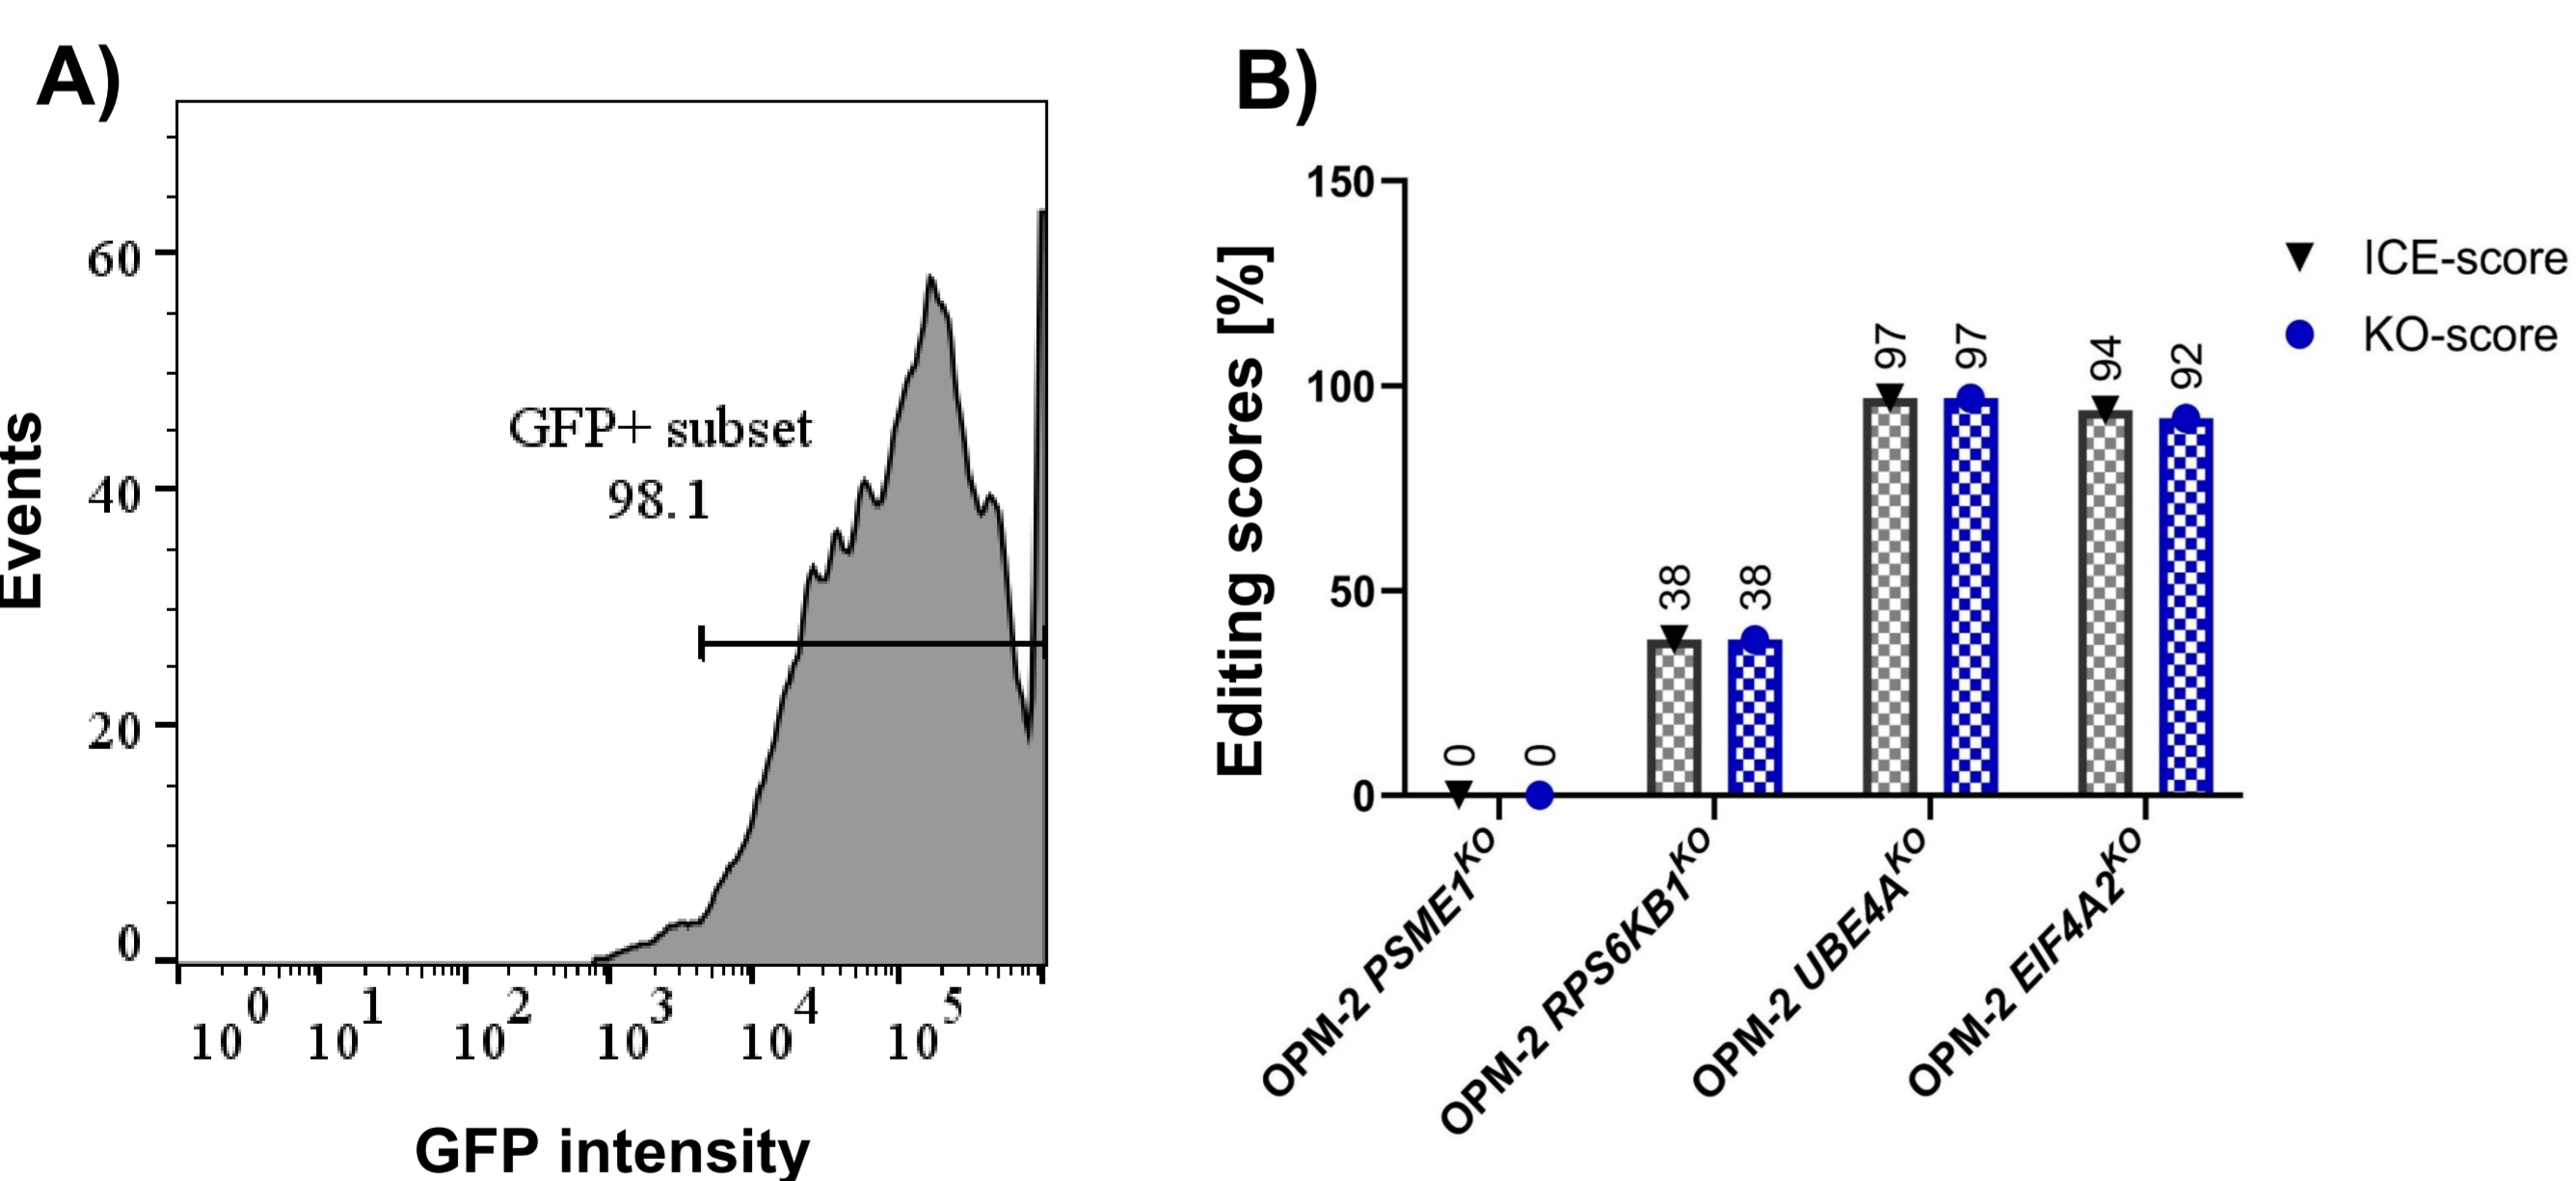 A)
Events
60
40
20
0
GFP+ subset
98.1
10^0 10^1 10^2 10^3 10^4 10^5
GFP intensity
B)
Editing scores [%]
150
100
50
0
0 0 38 38 97 97 94 92
OPM-2 PSME1^KO
OPM-2 RPS6KB1^KO
OPM-2 UBE4A^KO
OPM-2 EIF4A2^KO
ICE-score
KO-score